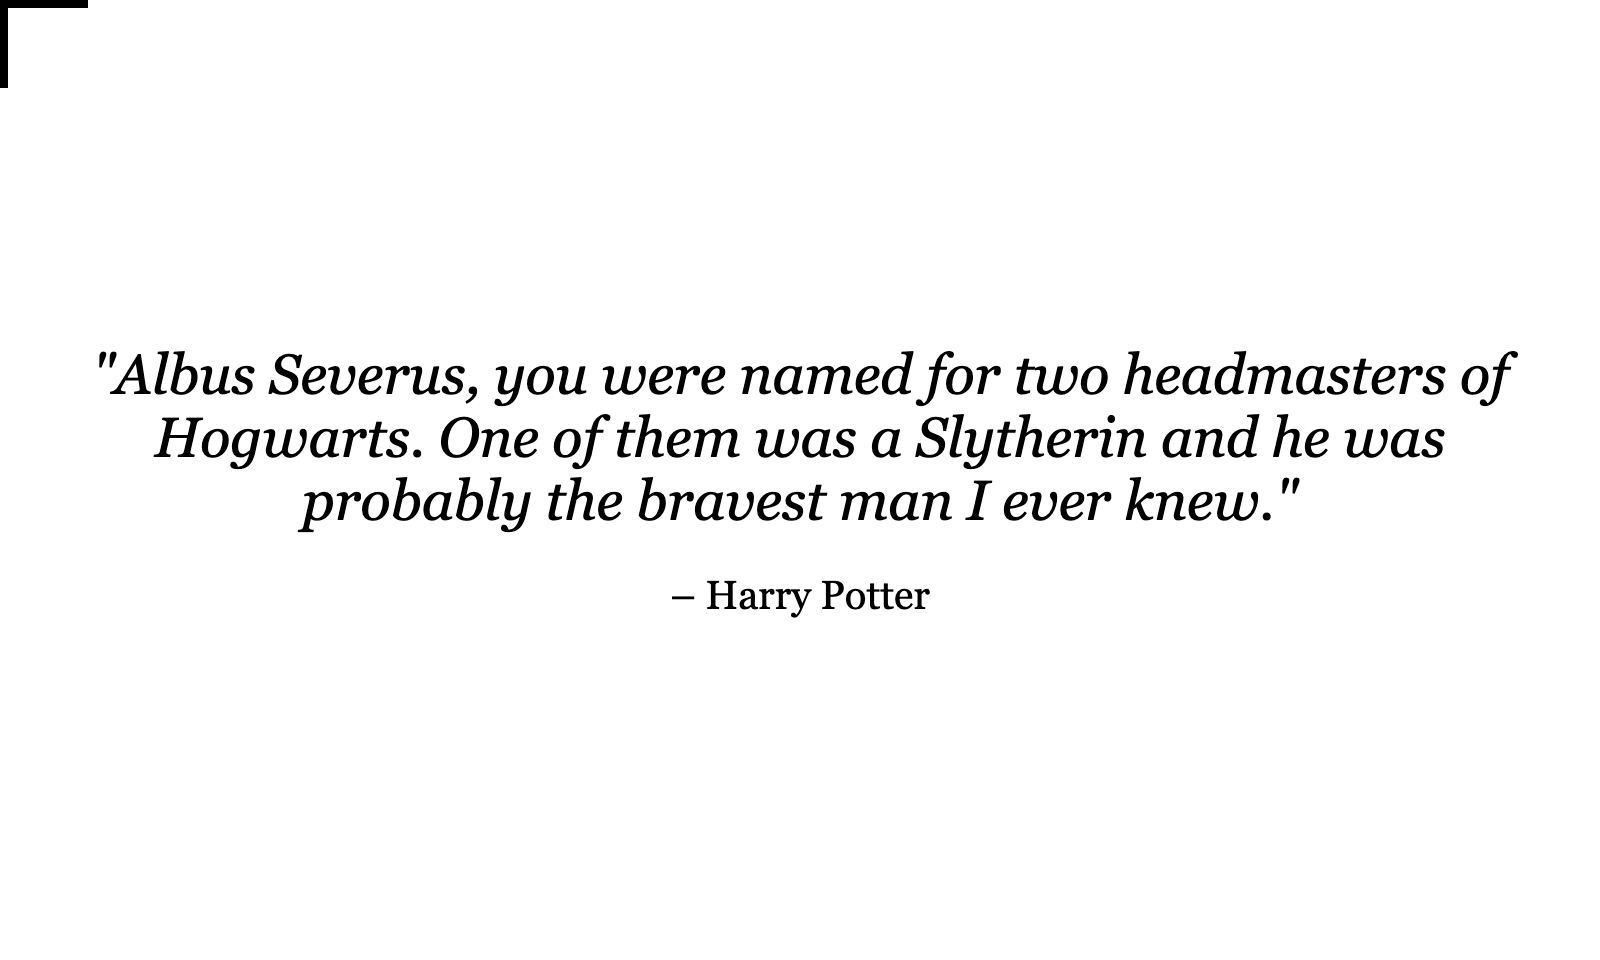 "Albus Severus, you were named for two headmasters of
Hogwarts. One of them was a Slytherin and he was
probably the bravest man I ever knew."
– Harry Potter